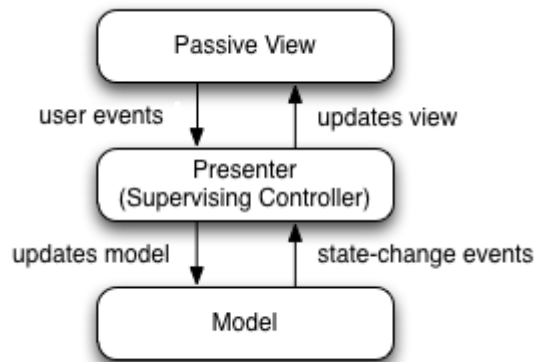 Passive View
user events
updates view
Presenter
(Supervising Controller)
updates model
state-change events
Model